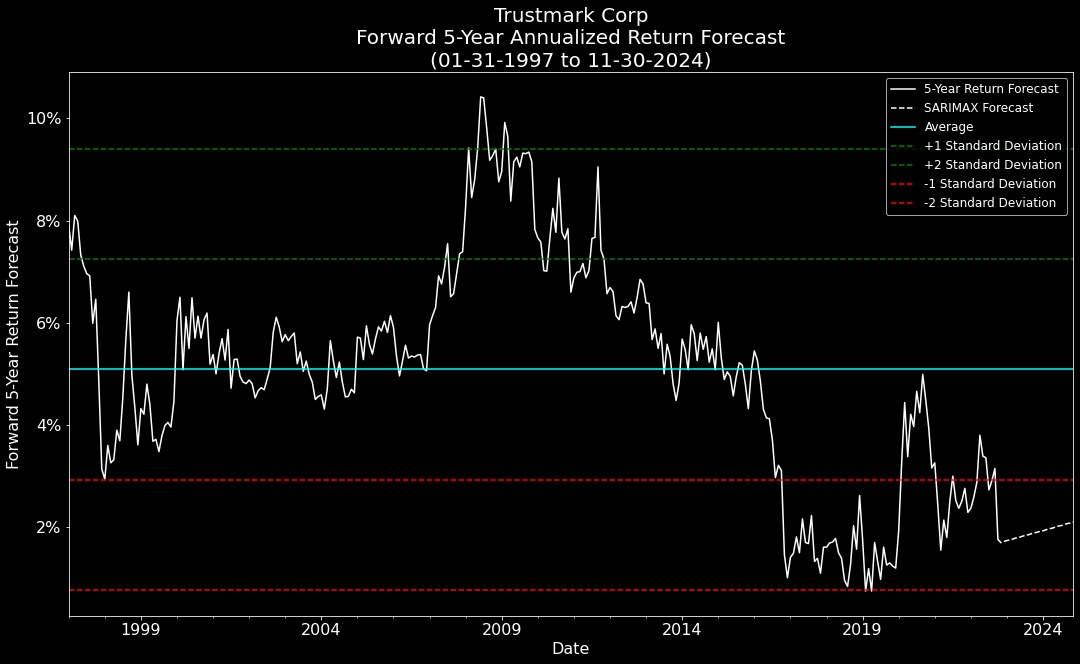 Trustmark Corp
Forward 5-Year Annualized Return Forecast
(01-31-1997 to 11-30-2024)
5-Year Return Forecast
SARIMAX Forecast
Average
+1 Standard Deviation
+2 Standard Deviation
-1 Standard Deviation
-2 Standard Deviation
Forward 5-Year Return Forecast
10%
8%
6%
4%
2%
1999 2004 2009 2014 2019 2024
Date